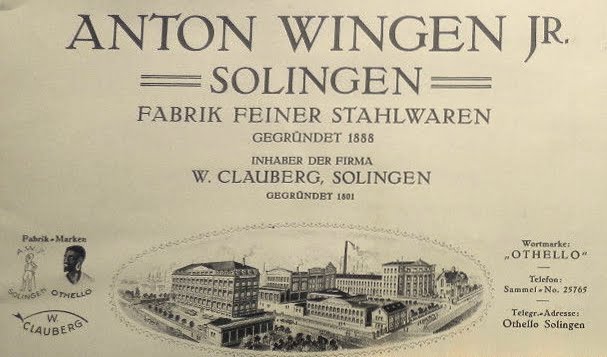 ANTON WINGEN JR.
SOLINGEN
FABRIK FEINER STAHLWAREN
GEGRÜNDET 1888
INHABER DER FIRMA
W. CLAUBERG, SOLINGEN
GEGRÜNDET 1801
Fabrik-Marken
A.W.
SOLINGEN OTHELLO
W. CLAUBERG
Wortmarke:
„OTHELLO”
Telefon:
Sammel-No. 25765
Telegr.-Adresse:
Othello Solingen